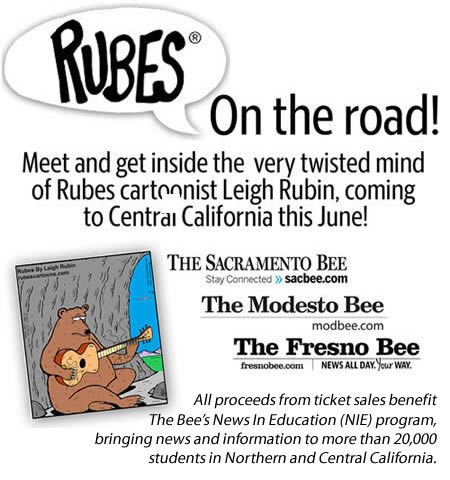 RUBES®
On the road!
Meet and get inside the very twisted mind
of Rubes cartoonist Leigh Rubin, coming
to Central California this June!
Rubes By Leigh Rubin
rubescartoons.com
THE SACRAMENTO BEE
Stay Connected » sacbee.com
The Modesto Bee
modbee.com
The Fresno Bee
fresnobee.com | NEWS ALL DAY. Your WAY.
All proceeds from ticket sales benefit
The Bee's News In Education (NIE) program,
bringing news and information to more than 20,000
students in Northern and Central California.